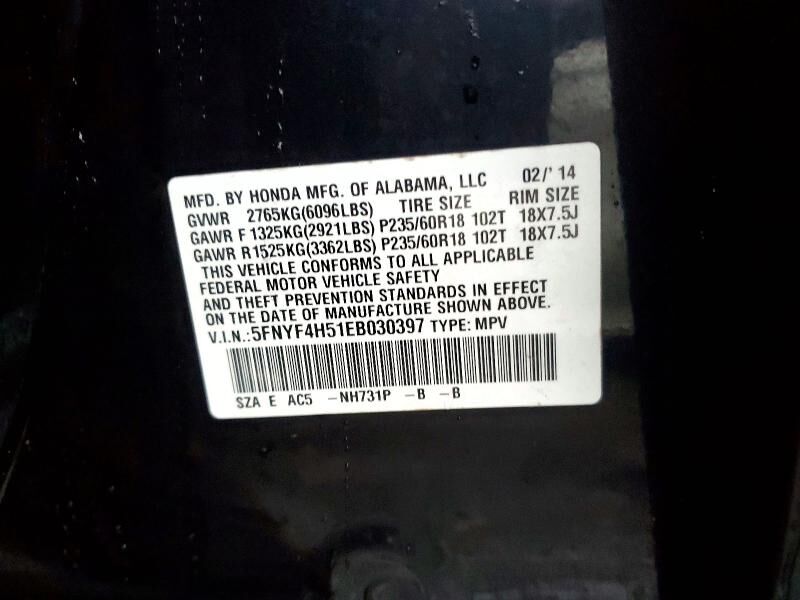 MFD. BY HONDA MFG. OF ALABAMA, LLC 02/'14
GVWR 2765KG(6096LBS) TIRE SIZE RIM SIZE
GAWR F 1325KG(2921LBS) P235/60R18 102T 18X7.5J
GAWR R1525KG(3362LBS) P235/60R18 102T 18X7.5J
THIS VEHICLE CONFORMS TO ALL APPLICABLE
FEDERAL MOTOR VEHICLE SAFETY
AND THEFT PREVENTION STANDARDS IN EFFECT
ON THE DATE OF MANUFACTURE SHOWN ABOVE.
V.I.N.:5FNYF4H51EB030397 TYPE: MPV
SZA E AC5 -NH731P -B -B